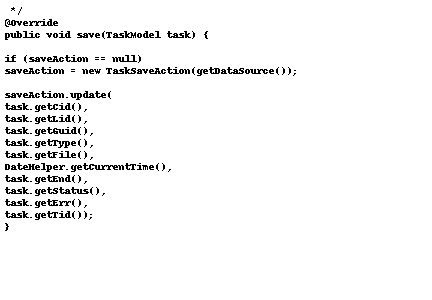 */
@Override
public void save(TaskModel task) {
if (saveAction == null)
saveAction = new TaskSaveAction(getDataSource());
saveAction.update(
task.getCid(),
task.getLid(),
task.getGuid(),
task.getType(),
task.getFile(),
DateHelper.getCurrentTime(),
task.getEnd(),
task.getStatus(),
task.getErr(),
task.getTid());
}